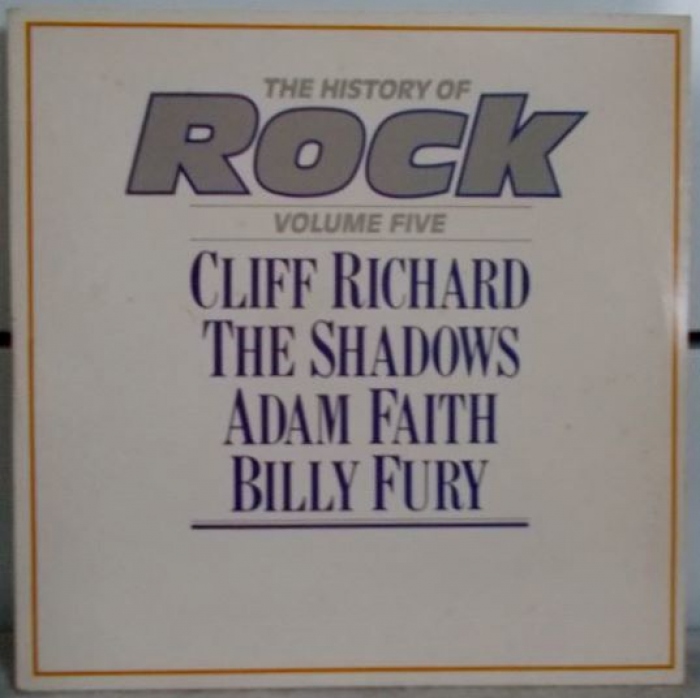 THE HISTORY OF
ROCK
VOLUME FIVE
CLIFF RICHARD
THE SHADOWS
ADAM FAITH
BILLY FURY